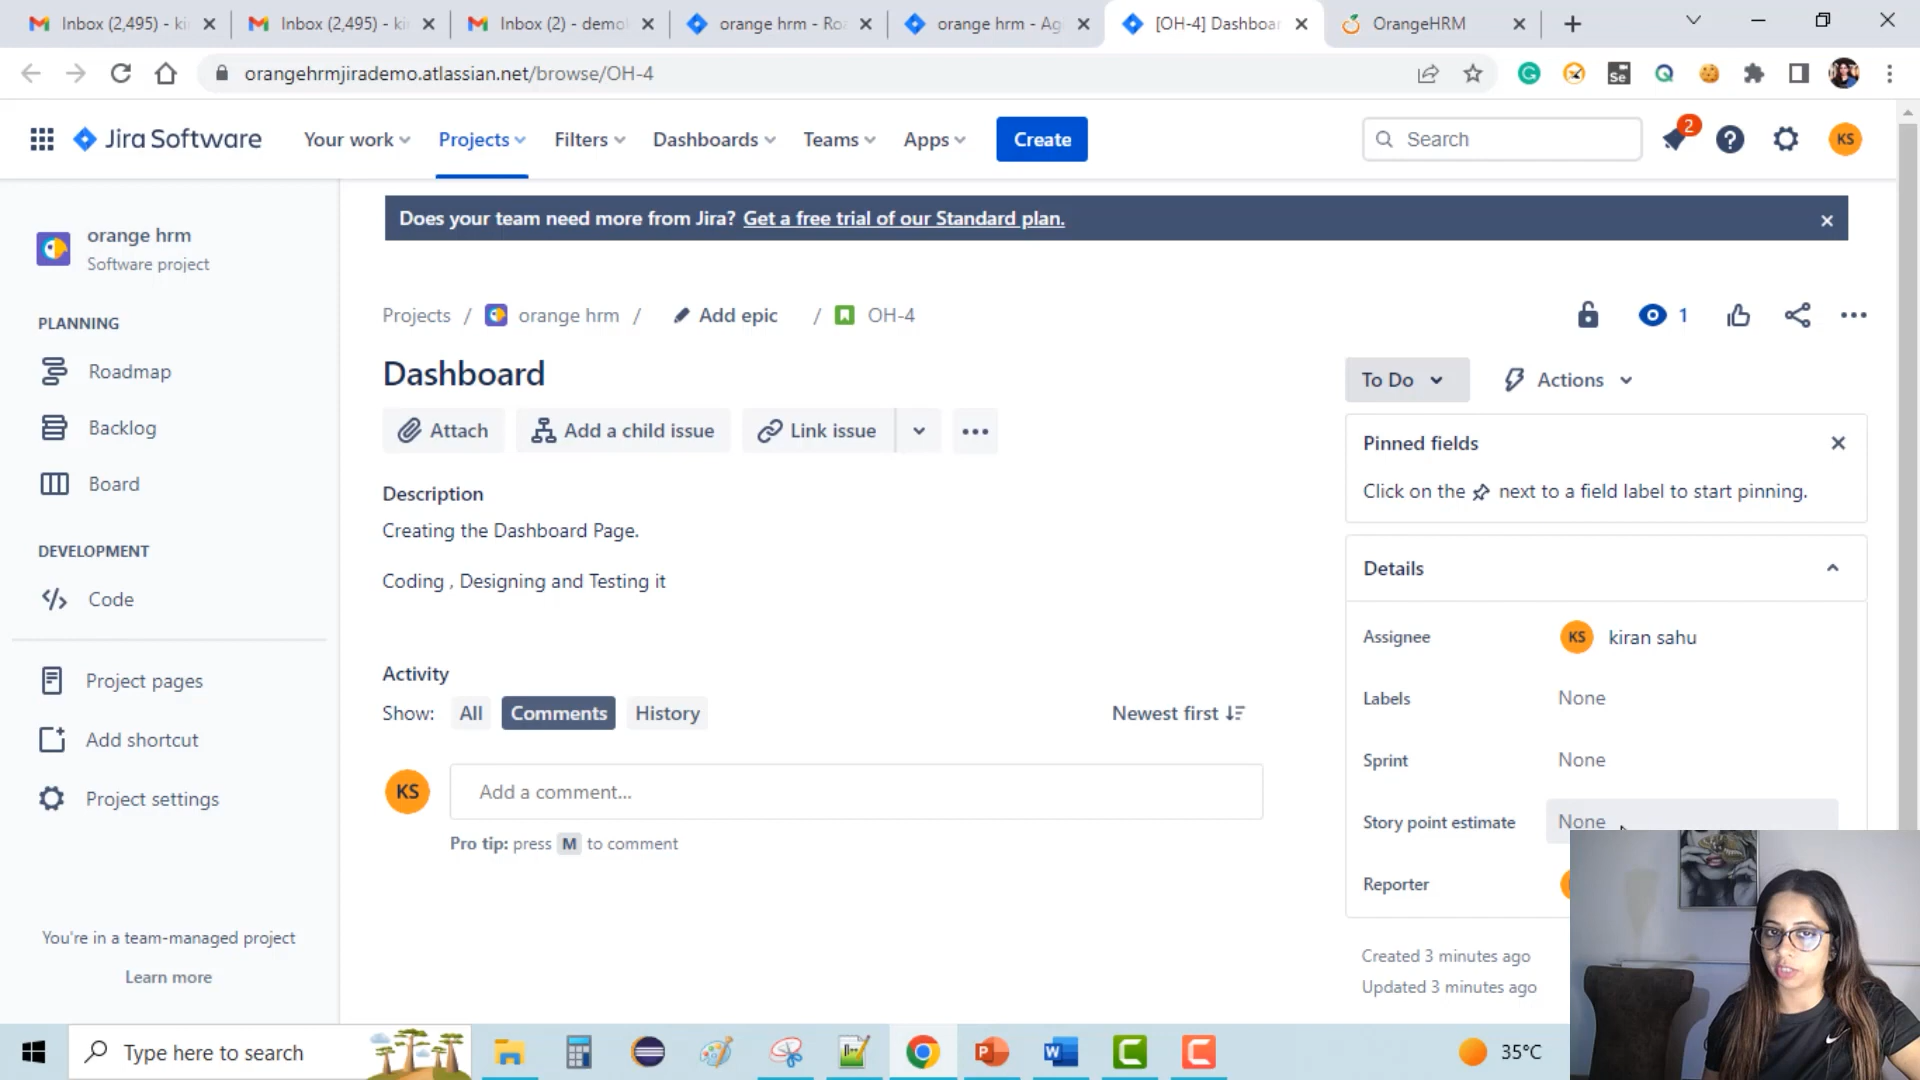 Inbox (2,495) - ki
Inbox (2,495) - ki
Inbox (2) - demo
orange hrm - Roa
orange hrm - Ag
[OH-4] Dashboar
OrangeHRM
orangehrmjirademo.atlassian.net/browse/OH-4
Se
Jira Software
Your work
Projects
Filters
Dashboards
Teams
Apps
Create
Search
2
KS
Does your team need more from Jira? Get a free trial of our Standard plan.
orange hrm
Software project
PLANNING
Roadmap
Backlog
Board
DEVELOPMENT
Code
Project pages
Add shortcut
Project settings
You're in a team-managed project
Learn more
Projects / orange hrm / Add epic / OH-4
1
Dashboard
Attach
Add a child issue
Link issue
Description
Creating the Dashboard Page.
Coding , Designing and Testing it
Activity
Show: All Comments History
Newest first
KS
Add a comment...
Pro tip: press M to comment
To Do
Actions
Pinned fields
Click on the next to a field label to start pinning.
Details
Assignee KS kiran sahu
Labels None
Sprint None
Story point estimate None
Reporter
Created 3 minutes ago
Updated 3 minutes ago
Type here to search
35°C